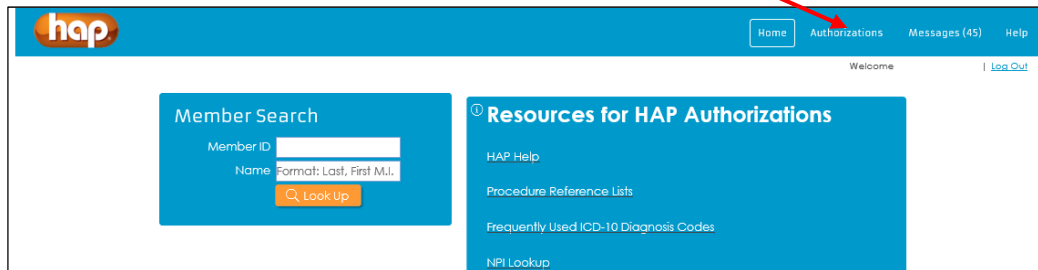 hap
Home Authorizations Messages (45) Help
Welcome | Log Out
Member Search
Member ID
Name Format: Last, First M.I.
Look Up
Resources for HAP Authorizations
HAP Help
Procedure Reference Lists
Frequently Used ICD-10 Diagnosis Codes
NPI Lookup